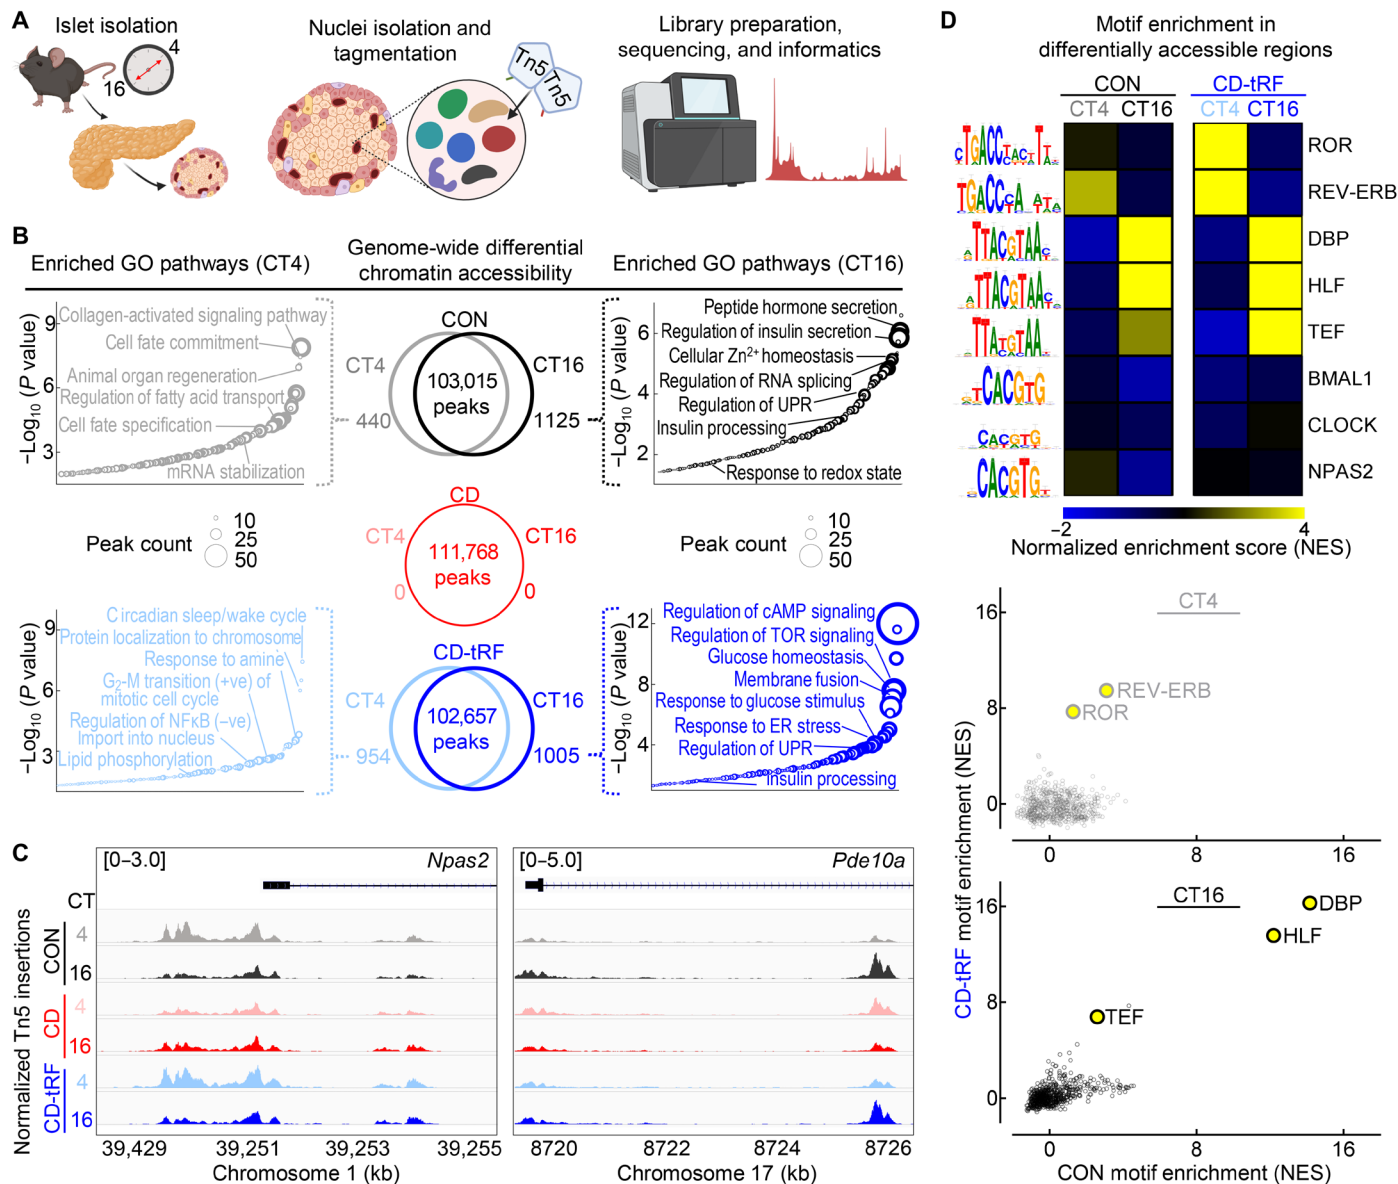 A
Islet isolation
4
16
Nuclei isolation and
tagmentation
Tn5
Tn5
Library preparation,
sequencing, and informatics
B
Enriched GO pathways (CT4)
Genome-wide differential
chromatin accessibility
Enriched GO pathways (CT16)
−Log10 (P value)
9
6
3
Collagen-activated signaling pathway
Cell fate commitment
Animal organ regeneration
Regulation of fatty acid transport
Cell fate specification
mRNA stabilization
CON
CT4
CT16
103,015
peaks
440
1125
−Log10 (P value)
6
4
2
Peptide hormone secretion
Regulation of insulin secretion
Cellular Zn2+ homeostasis
Regulation of RNA splicing
Regulation of UPR
Insulin processing
Response to redox state
Peak count
10
25
50
CD
CT4
CT16
111,768
peaks
0
0
Peak count
10
25
50
−Log10 (P value)
9
6
3
Circadian sleep/wake cycle
Protein localization to chromosome
Response to amine
G2-M transition (+ve) of
mitotic cell cycle
Regulation of NFκB (−ve)
Import into nucleus
Lipid phosphorylation
CD-tRF
CT4
CT16
102,657
peaks
954
1005
−Log10 (P value)
12
8
4
Regulation of cAMP signaling
Regulation of TOR signaling
Glucose homeostasis
Membrane fusion
Response to glucose stimulus
Response to ER stress
Regulation of UPR
Insulin processing
C
Normalized Tn5 insertions
CT
CON
4
16
CD
4
16
CD-tRF
4
16
[0–3.0]
Npas2
39,429
39,251
39,253
39,255
Chromosome 1 (kb)
[0–5.0]
Pde10a
8720
8722
8724
8726
Chromosome 17 (kb)
D
Motif enrichment in
differentially accessible regions
CON
CD-tRF
CT4
CT16
CT4
CT16
ROR
REV-ERB
DBP
HLF
TEF
BMAL1
CLOCK
NPAS2
−2
4
Normalized enrichment score (NES)
CD-tRF motif enrichment (NES)
16
8
0
CT4
REV-ERB
ROR
0
8
16
16
8
0
CT16
DBP
HLF
TEF
0
8
16
CON motif enrichment (NES)